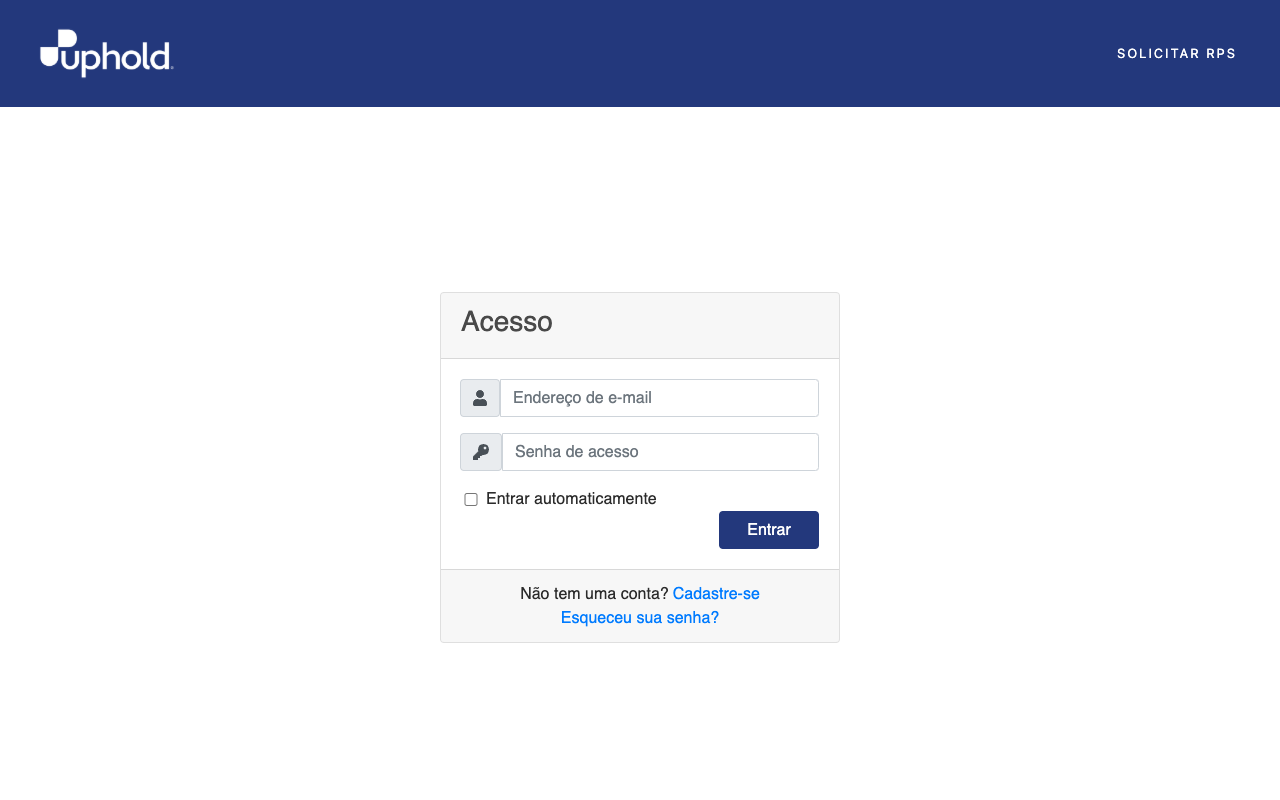 uphold
SOLICITAR RPS
Acesso
Endereço de e-mail
Senha de acesso
Entrar automaticamente
Entrar
Não tem uma conta? Cadastre-se
Esqueceu sua senha?